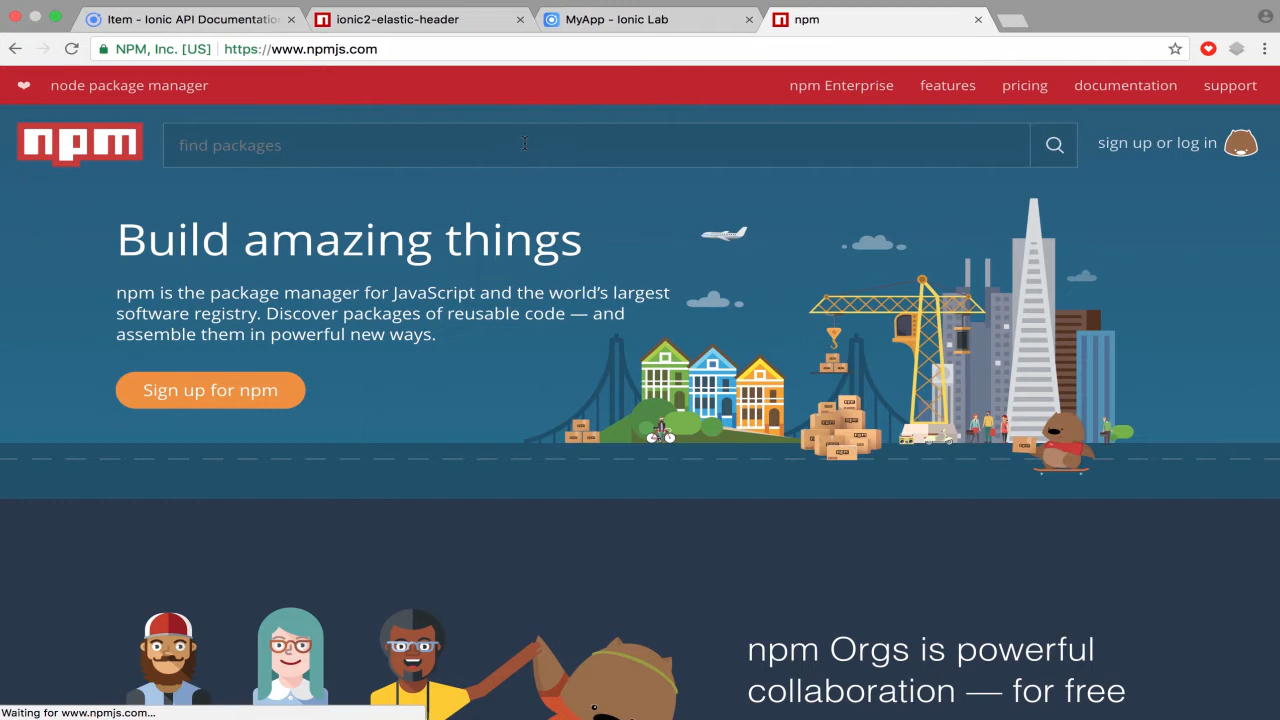 Item - Ionic API Documentatio
ionic2-elastic-header
MyApp - Ionic Lab
npm
NPM, Inc. [US]
https://www.npmjs.com
❤ node package manager
npm Enterprise
features
pricing
documentation
support
npm
find packages
sign up or log in
Build amazing things
npm is the package manager for JavaScript and the world’s largest
software registry. Discover packages of reusable code — and
assemble them in powerful new ways.
Sign up for npm
npm Orgs is powerful
collaboration — for free
Waiting for www.npmjs.com...